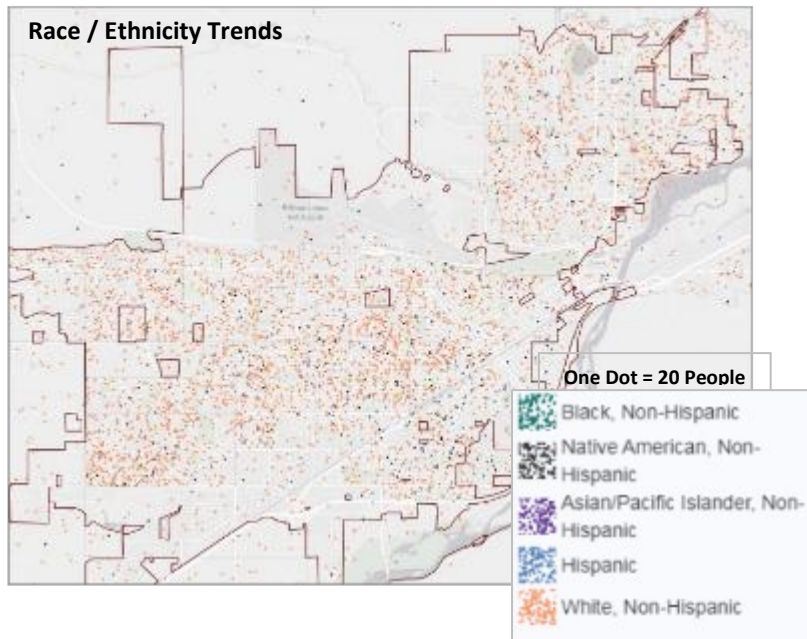 Race / Ethnicity Trends
One Dot = 20 People
Black, Non-Hispanic
Native American, Non-
Hispanic
Asian/Pacific Islander, Non-
Hispanic
Hispanic
White, Non-Hispanic